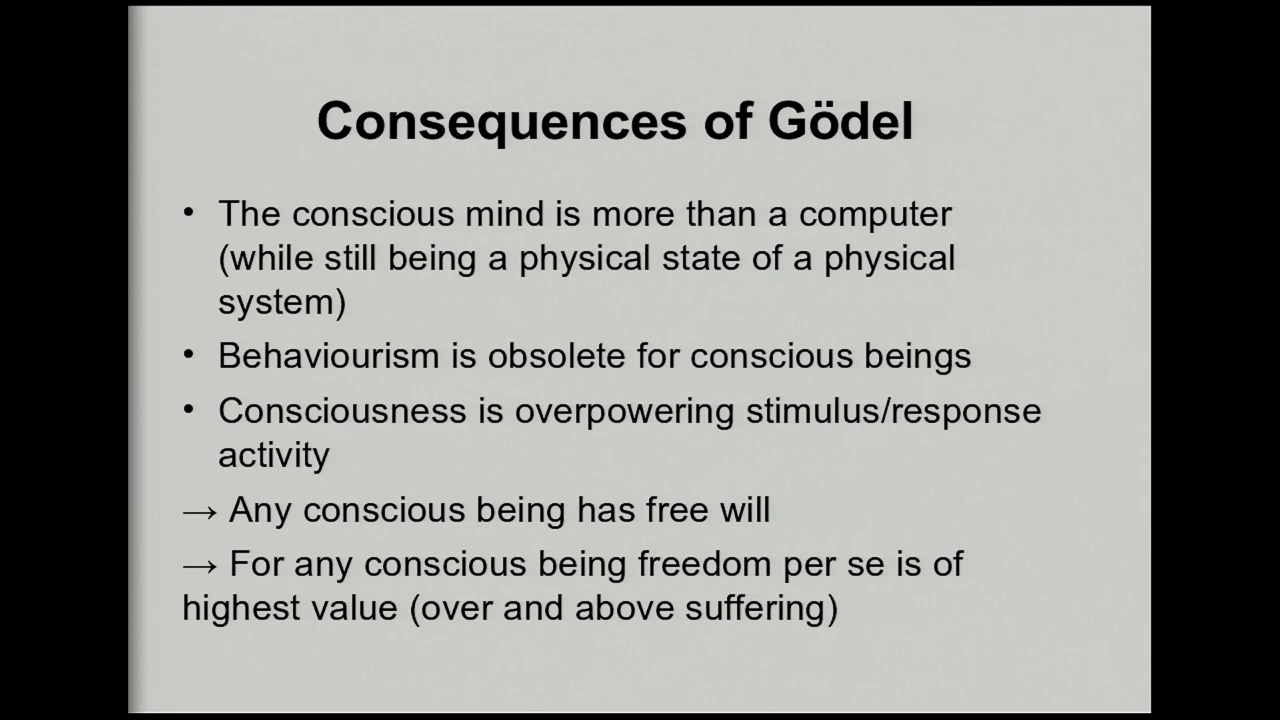 Consequences of Gödel
• The conscious mind is more than a computer
(while still being a physical state of a physical
system)
• Behaviourism is obsolete for conscious beings
• Consciousness is overpowering stimulus/response
activity
→ Any conscious being has free will
→ For any conscious being freedom per se is of
highest value (over and above suffering)